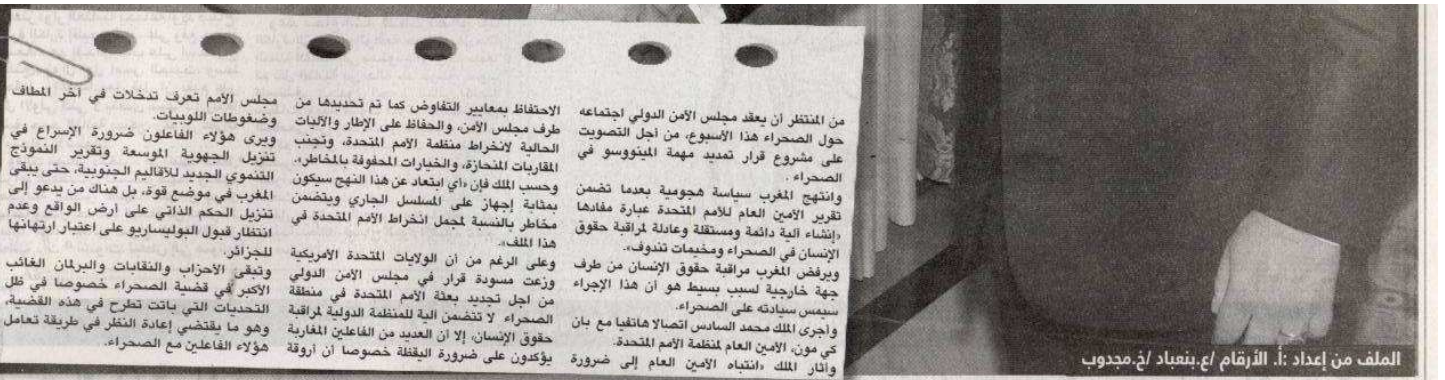 من المنتظر أن يعقد مجلس الأمن الدولي اجتماعه
حول الصحراء هذا الأسبوع، من أجل التصويت
على مشروع قرار تمديد مهمة المينووسو في
الصحراء .
وانتهج المغرب سياسة هجومية بعدما تضمن
تقرير الأمين العام للأمم المتحدة عبارة مفادها
«إنشاء آلية دائمة ومستقلة وعادلة لمراقبة حقوق
الإنسان في الصحراء ومخيمات تندوف».
ويرفض المغرب مراقبة حقوق الإنسان من طرف
جهة خارجية لسبب بسيط هو أن هذا الإجراء
سيمس سيادته على الصحراء.
وأجرى الملك محمد السادس اتصالا هاتفيا مع بان
كي مون، الأمين العام لمنظمة الأمم المتحدة.
وأثار الملك «انتباه الأمين العام إلى ضرورة
الاحتفاظ بمعايير التفاوض كما تم تحديدها من
طرف مجلس الأمن، والحفاظ على الإطار والآليات
الحالية لانخراط منظمة الأمم المتحدة، وتجنب
المقاربات المنحازة، والخيارات المحفوفة بالمخاطر».
وحسب الملك فإن «أي ابتعاد عن هذا النهج سيكون
بمثابة إجهاز على المسلسل الجاري ويتضمن
مخاطر بالنسبة لمجمل انخراط الأمم المتحدة في
هذا الملف».
وعلى الرغم من أن الولايات المتحدة الأمريكية
وزعت مسودة قرار في مجلس الأمن الدولي
من اجل تجديد بعثة الأمم المتحدة في منطقة
الصحراء لا تتضمن آلية للمنظمة الدولية لمراقبة
حقوق الإنسان، إلا أن العديد من الفاعلين المغاربة
يؤكدون على ضرورة اليقظة خصوصا أن أروقة
مجلس الأمم تعرف تدخلات في آخر المطاف
وضغوطات اللوبيات.
ويرى هؤلاء الفاعلون ضرورة الإسراع في
تنزيل الجهوية الموسعة وتقرير النموذج
التنموي الجديد للأقاليم الجنوبية، حتى يبقى
المغرب في موضع قوة، بل هناك من يدعو إلى
تنزيل الحكم الذاتي على أرض الواقع وعدم
انتظار قبول البوليساريو على اعتبار ارتهانها
للجزائر.
وتبقى الأحزاب والنقابات والبرلمان الغائب
الأكبر في قضية الصحراء خصوصا في ظل
التحديات التي باتت تطرح في هذه القضية،
وهو ما يقتضي إعادة النظر في طريقة تعامل
هؤلاء الفاعلين مع الصحراء.
الملف من إعداد :أ. الأرقام /ع.بنعباد /خ.مجدوب